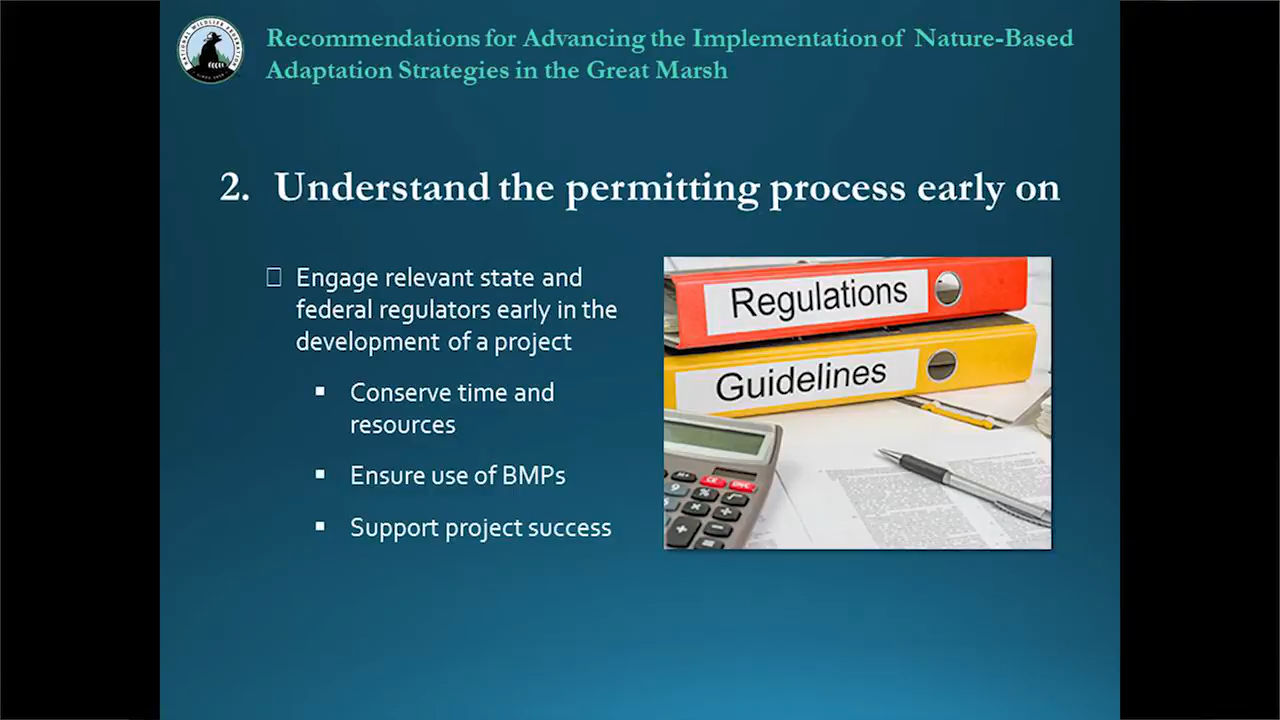 Recommendations for Advancing the Implementation of Nature-Based
Adaptation Strategies in the Great Marsh
2. Understand the permitting process early on
Engage relevant state and
federal regulators early in the
development of a project
Conserve time and
resources
Ensure use of BMPs
Support project success
Regulations
Guidelines